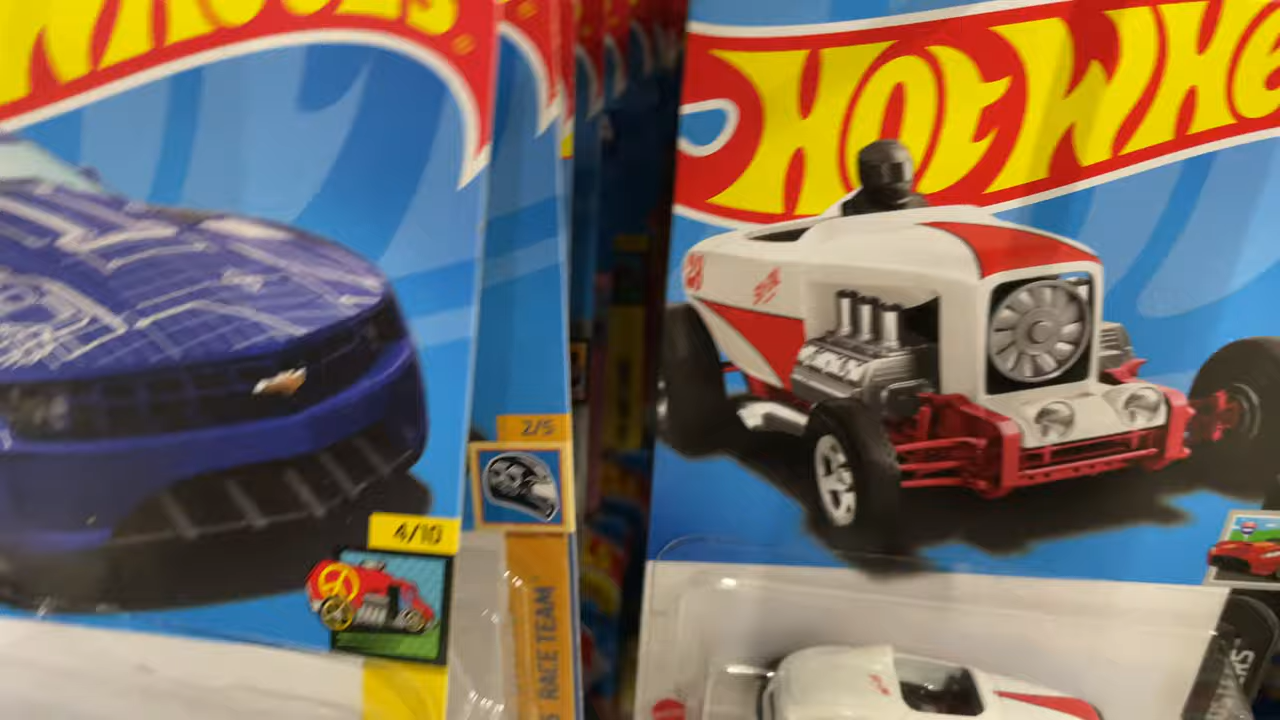 WHEELS
4/10
2/5
RACE TEAM
HOT WHE